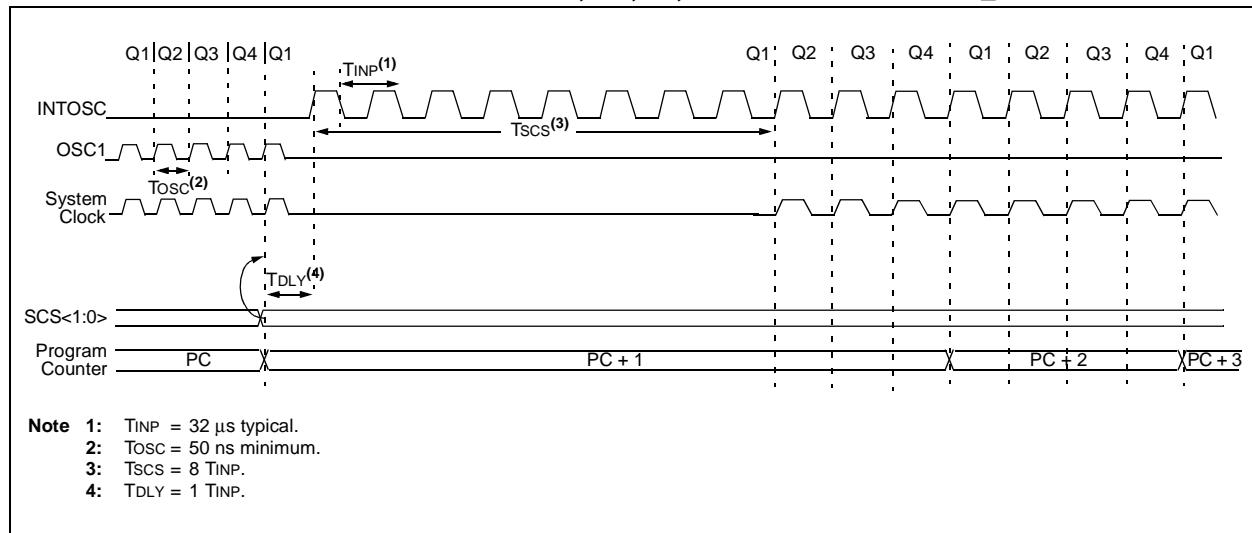 Q1 Q2 Q3 Q4 Q1 Q1 Q2 Q3 Q4 Q1 Q2 Q3 Q4 Q1
TINP(1)
INTOSC
TSCS(3)
OSC1
TOSC(2)
System
Clock
TDLY(4)
SCS<1:0>
Program
Counter
PC PC + 1 PC + 2 PC + 3
Note 1: TINP = 32 μs typical.
2: TOSC = 50 ns minimum.
3: TSCS = 8 TINP.
4: TDLY = 1 TINP.